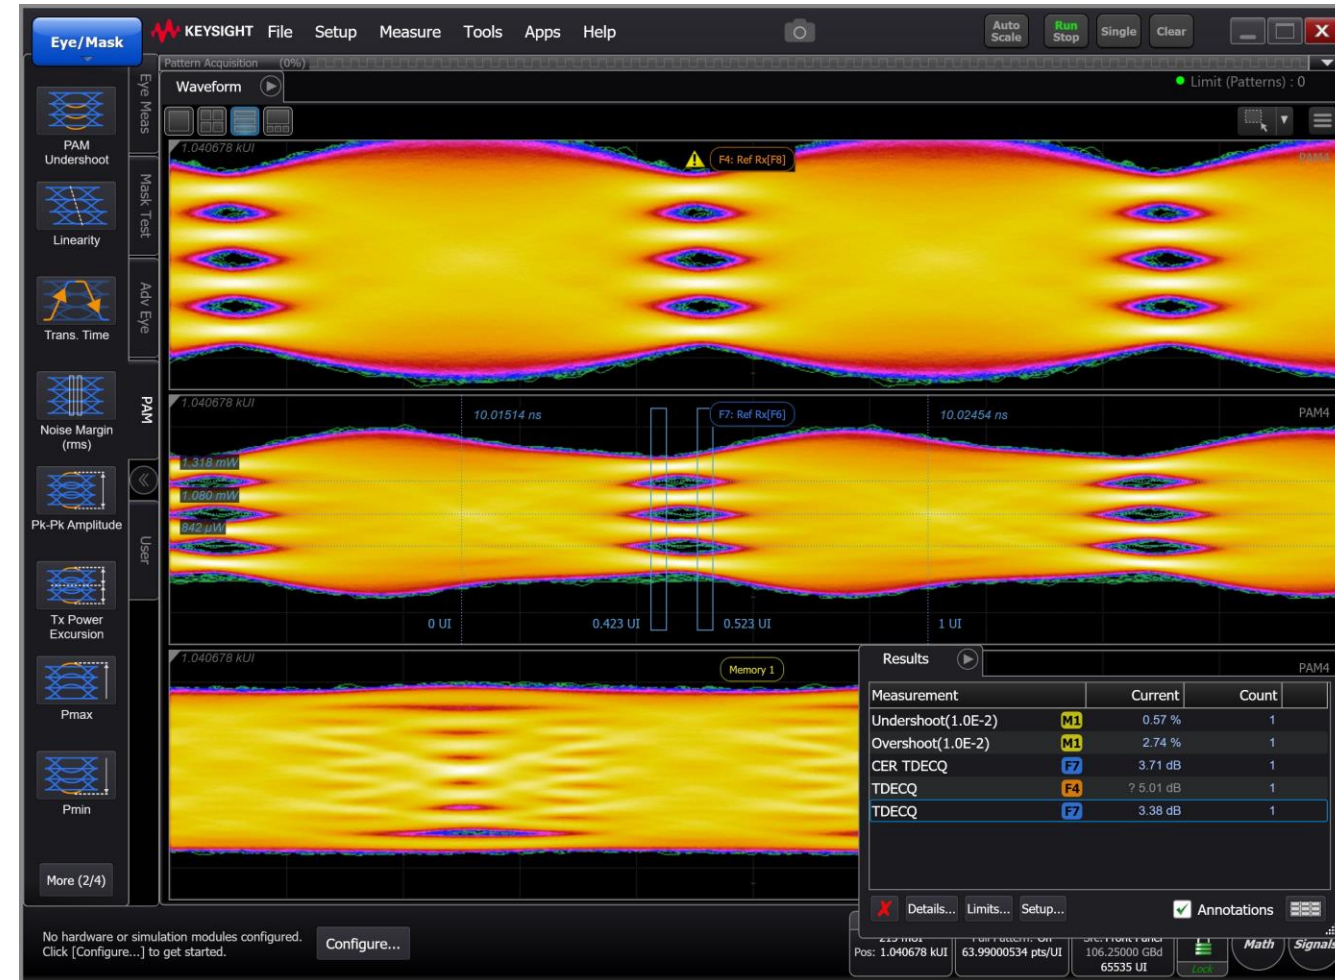 Eye/Mask
KEYSIGHT File Setup Measure Tools Apps Help
Auto Scale
Run Stop
Single
Clear
X
Pattern Acquisition (0%)
Waveform
Limit (Patterns) : 0
Eye Meas
Mask Test
Adv Eye
PAM
User
PAM
Undershoot
Linearity
Trans. Time
Noise Margin
(rms)
Pk-Pk Amplitude
Tx Power
Excursion
Pmax
Pmin
More (2/4)
1.040678 kUI
F4: Ref Rx[F8]
PAM4
1.040678 kUI
10.01514 ns
F7: Ref Rx[F6]
10.02454 ns
PAM4
1.318 mW
1.080 mW
842 µW
0 UI
0.423 UI
0.523 UI
1 UI
1.040678 kUI
Memory 1
PAM4
Results
Measurement Current Count
Undershoot(1.0E-2) M1 0.57 % 1
Overshoot(1.0E-2) M1 2.74 % 1
CER TDECQ F7 3.71 dB 1
TDECQ F4 ? 5.01 dB 1
TDECQ F7 3.38 dB 1
X Details... Limits... Setup... Annotations
No hardware or simulation modules configured.
Click [Configure...] to get started.
Configure...
Pos: 1.040678 kUI
63.99000534 pts/UI
106.25000 GBd
65535 UI
Lock
Math
Signals